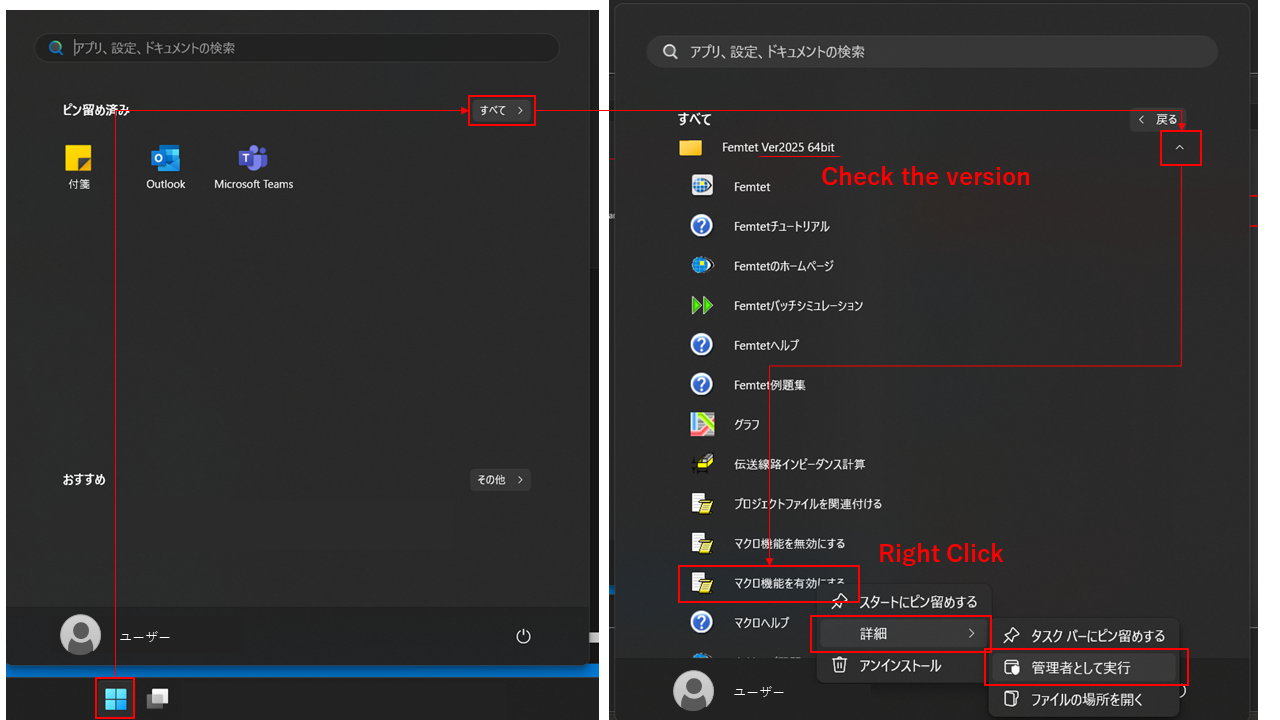 アプリ、設定、ドキュメントの検索
ピン留め済み
すべて
付箋
Outlook
Microsoft Teams
おすすめ
その他
ユーザー
アプリ、設定、ドキュメントの検索
すべて
戻る
Femtet Ver2025 64bit
Check the version
Femtet
Femtetチュートリアル
Femtetのホームページ
Femtetバッチシミュレーション
Femtetヘルプ
Femtet例題集
グラフ
伝送線路インピーダンス計算
プロジェクトファイルを関連付ける
マクロ機能を無効にする
Right Click
マクロ機能を有効にする
マクロヘルプ
スタートにピン留めする
詳細
アンインストール
タスク バーにピン留めする
管理者として実行
ファイルの場所を開く
ユーザー